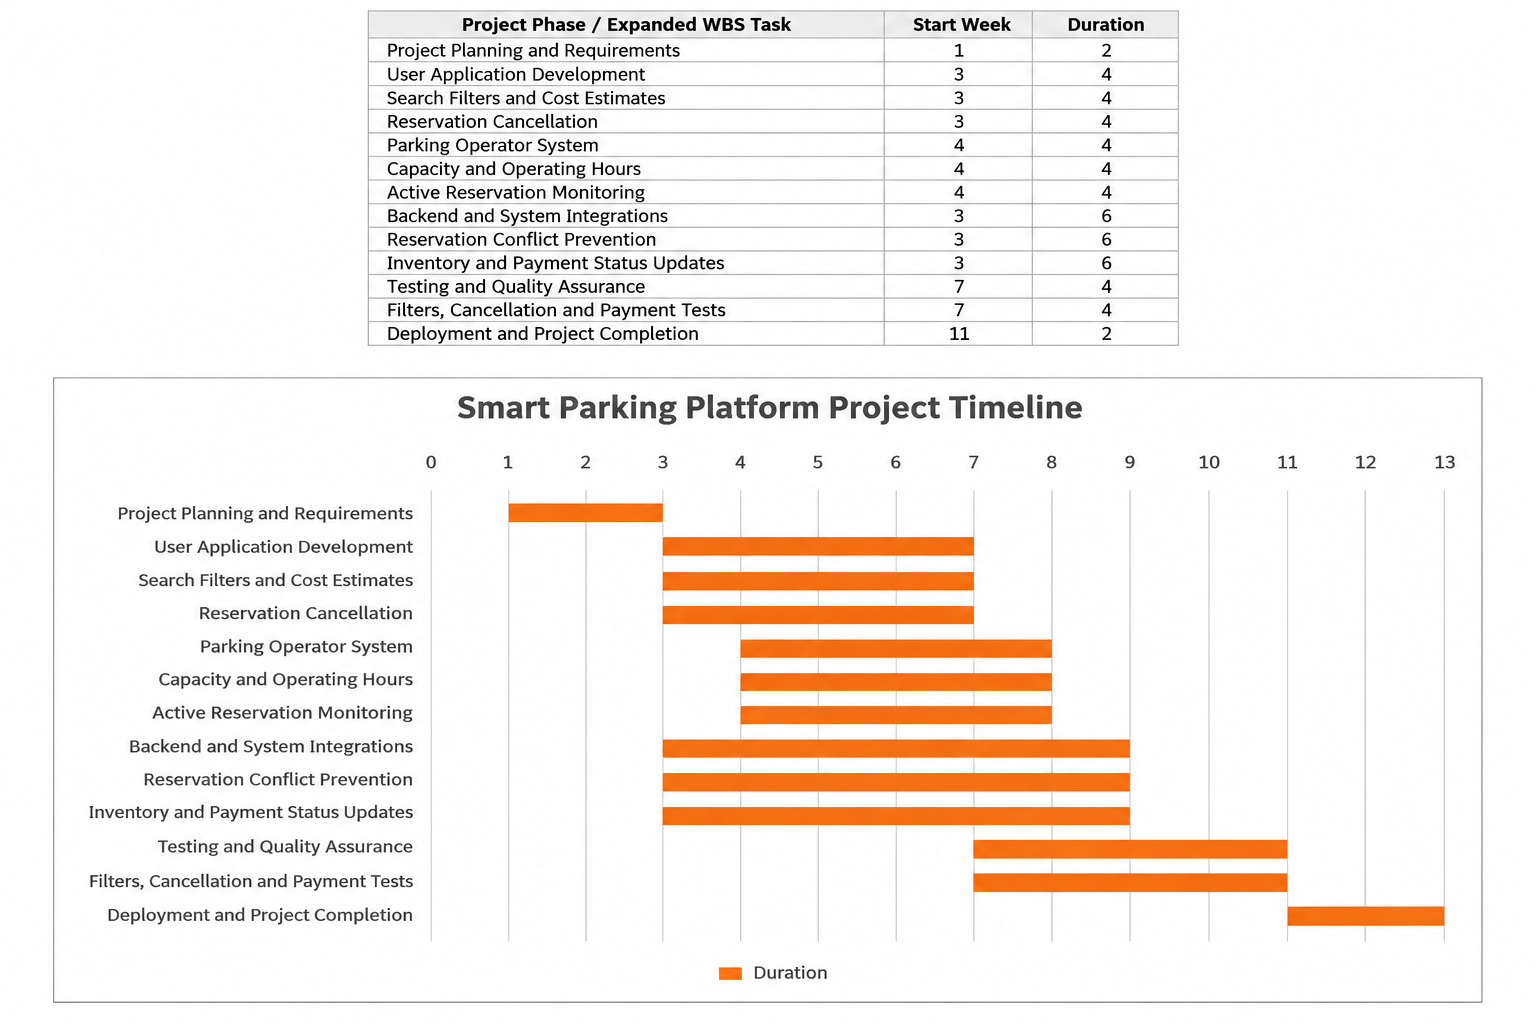 Project Phase / Expanded WBS Task Start Week Duration
Project Planning and Requirements 1 2
User Application Development 3 4
Search Filters and Cost Estimates 3 4
Reservation Cancellation 3 4
Parking Operator System 4 4
Capacity and Operating Hours 4 4
Active Reservation Monitoring 4 4
Backend and System Integrations 3 6
Reservation Conflict Prevention 3 6
Inventory and Payment Status Updates 3 6
Testing and Quality Assurance 7 4
Filters, Cancellation and Payment Tests 7 4
Deployment and Project Completion 11 2
Smart Parking Platform Project Timeline
0 1 2 3 4 5 6 7 8 9 10 11 12 13
Project Planning and Requirements
User Application Development
Search Filters and Cost Estimates
Reservation Cancellation
Parking Operator System
Capacity and Operating Hours
Active Reservation Monitoring
Backend and System Integrations
Reservation Conflict Prevention
Inventory and Payment Status Updates
Testing and Quality Assurance
Filters, Cancellation and Payment Tests
Deployment and Project Completion
Duration